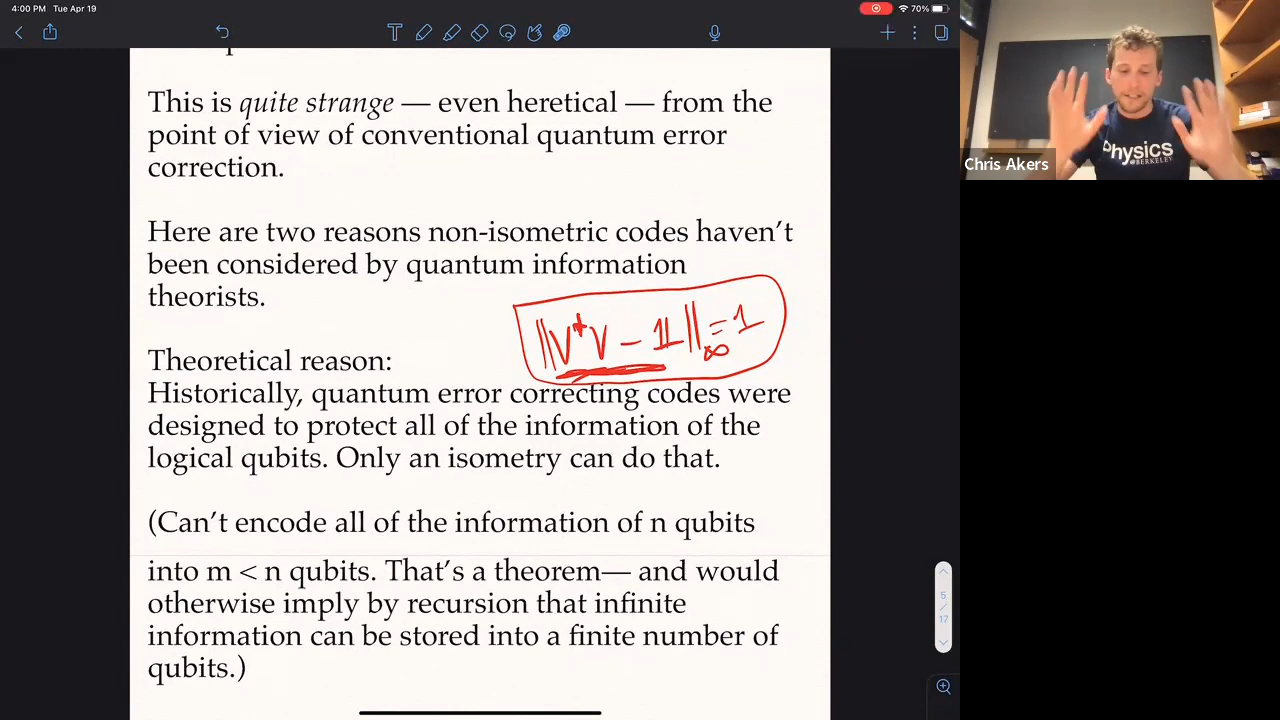 4:00 PM Tue Apr 19
70%
This is quite strange — even heretical — from the
point of view of conventional quantum error
correction.
Here are two reasons non-isometric codes haven't
been considered by quantum information
theorists.
||V†V – 𝟙||∞ = 1
Theoretical reason:
Historically, quantum error correcting codes were
designed to protect all of the information of the
logical qubits. Only an isometry can do that.
(Can't encode all of the information of n qubits
into m < n qubits. That's a theorem— and would
otherwise imply by recursion that infinite
information can be stored into a finite number of
qubits.)
5
/
17
Physics
@BERKELEY
Chris Akers